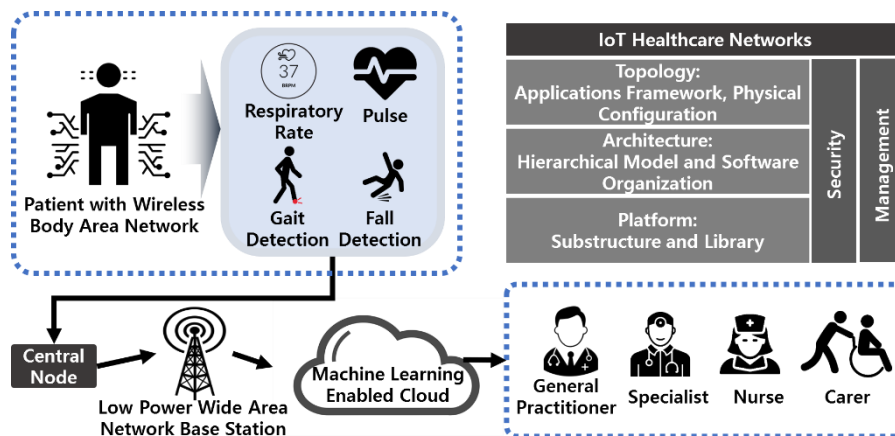 37
BBPM
Respiratory
Rate
Pulse
Gait
Detection
Fall
Detection
Patient with Wireless
Body Area Network
IoT Healthcare Networks
Topology:
Applications Framework, Physical
Configuration
Architecture:
Hierarchical Model and Software
Organization
Platform:
Substructure and Library
Security
Management
Central
Node
Low Power Wide Area
Network Base Station
Machine Learning
Enabled Cloud
General
Practitioner
Specialist
Nurse
Carer